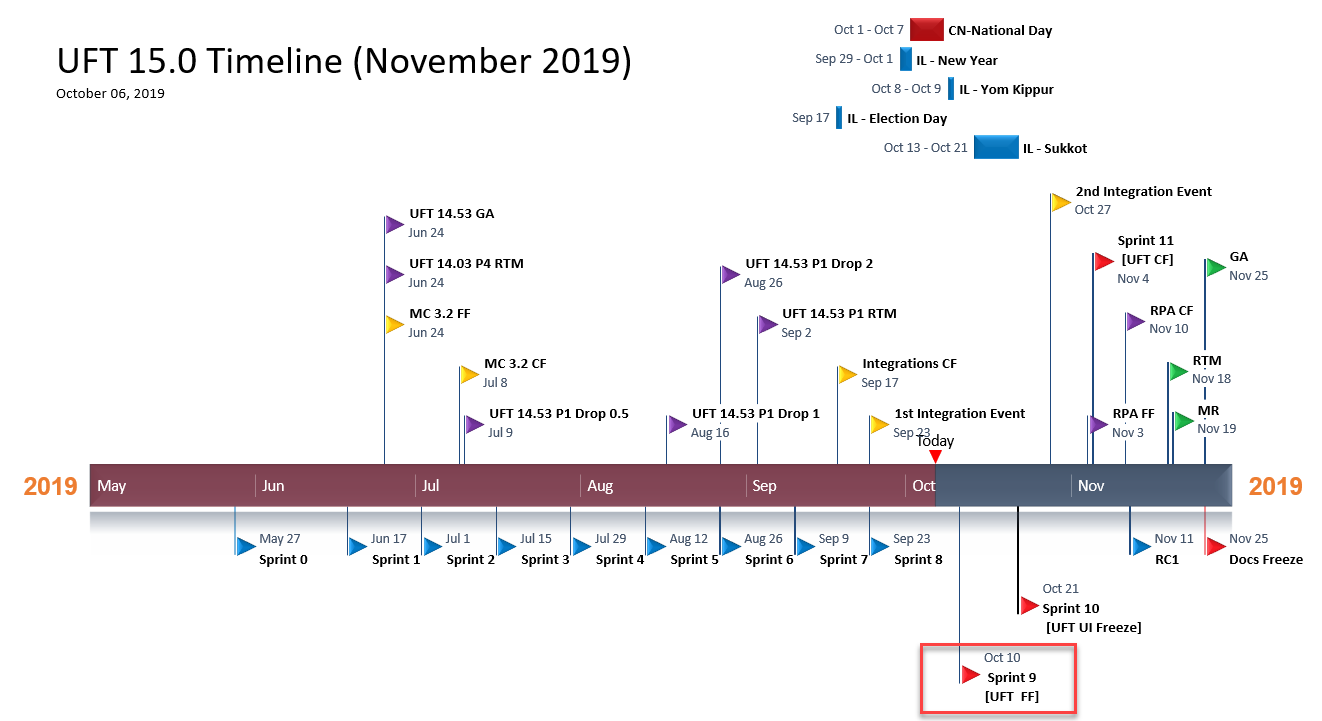 UFT 15.0 Timeline (November 2019)
October 06, 2019
Oct 1 - Oct 7 CN-National Day
Sep 29 - Oct 1 IL - New Year
Oct 8 - Oct 9 IL - Yom Kippur
Sep 17 IL - Election Day
Oct 13 - Oct 21 IL - Sukkot
UFT 14.53 GA
Jun 24
UFT 14.03 P4 RTM
Jun 24
MC 3.2 FF
Jun 24
MC 3.2 CF
Jul 8
UFT 14.53 P1 Drop 0.5
Jul 9
UFT 14.53 P1 Drop 2
Aug 26
UFT 14.53 P1 RTM
Sep 2
UFT 14.53 P1 Drop 1
Aug 16
Integrations CF
Sep 17
1st Integration Event
Sep 23
Today
2nd Integration Event
Oct 27
Sprint 11
[UFT CF]
Nov 4
GA
Nov 25
RPA CF
Nov 10
RTM
Nov 18
RPA FF
Nov 3
MR
Nov 19
2019 May Jun Jul Aug Sep Oct Nov 2019
May 27
Sprint 0
Jun 17
Sprint 1
Jul 1
Sprint 2
Jul 15
Sprint 3
Jul 29
Sprint 4
Aug 12
Sprint 5
Aug 26
Sprint 6
Sep 9
Sprint 7
Sep 23
Sprint 8
Nov 11
RC1
Nov 25
Docs Freeze
Oct 21
Sprint 10
[UFT UI Freeze]
Oct 10
Sprint 9
[UFT FF]